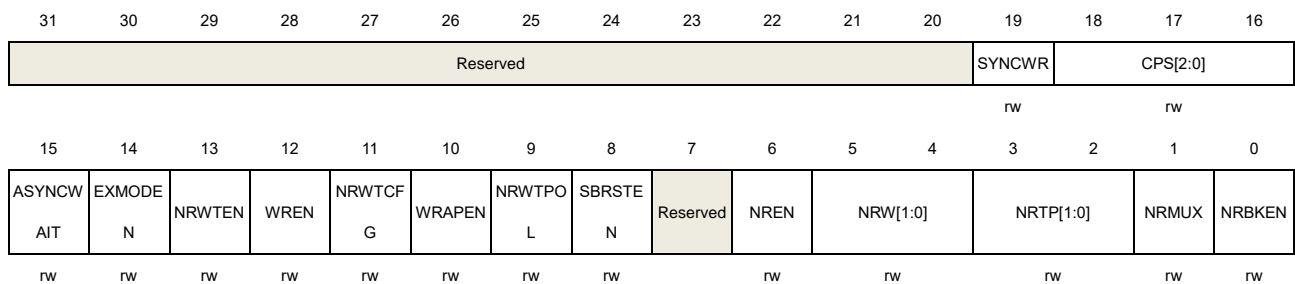 31 30 29 28 27 26 25 24 23 22 21 20 19 18 17 16
Reserved SYNCWR CPS[2:0]
rw rw
15 14 13 12 11 10 9 8 7 6 5 4 3 2 1 0
ASYNCW EXMODE NRWTCF NRWTPO SBRSTE
NRWTEN WREN WRAPEN Reserved NREN NRW[1:0] NRTP[1:0] NRMUX NRBKEN
AIT N G L N
rw rw rw rw rw rw rw rw rw rw rw rw rw